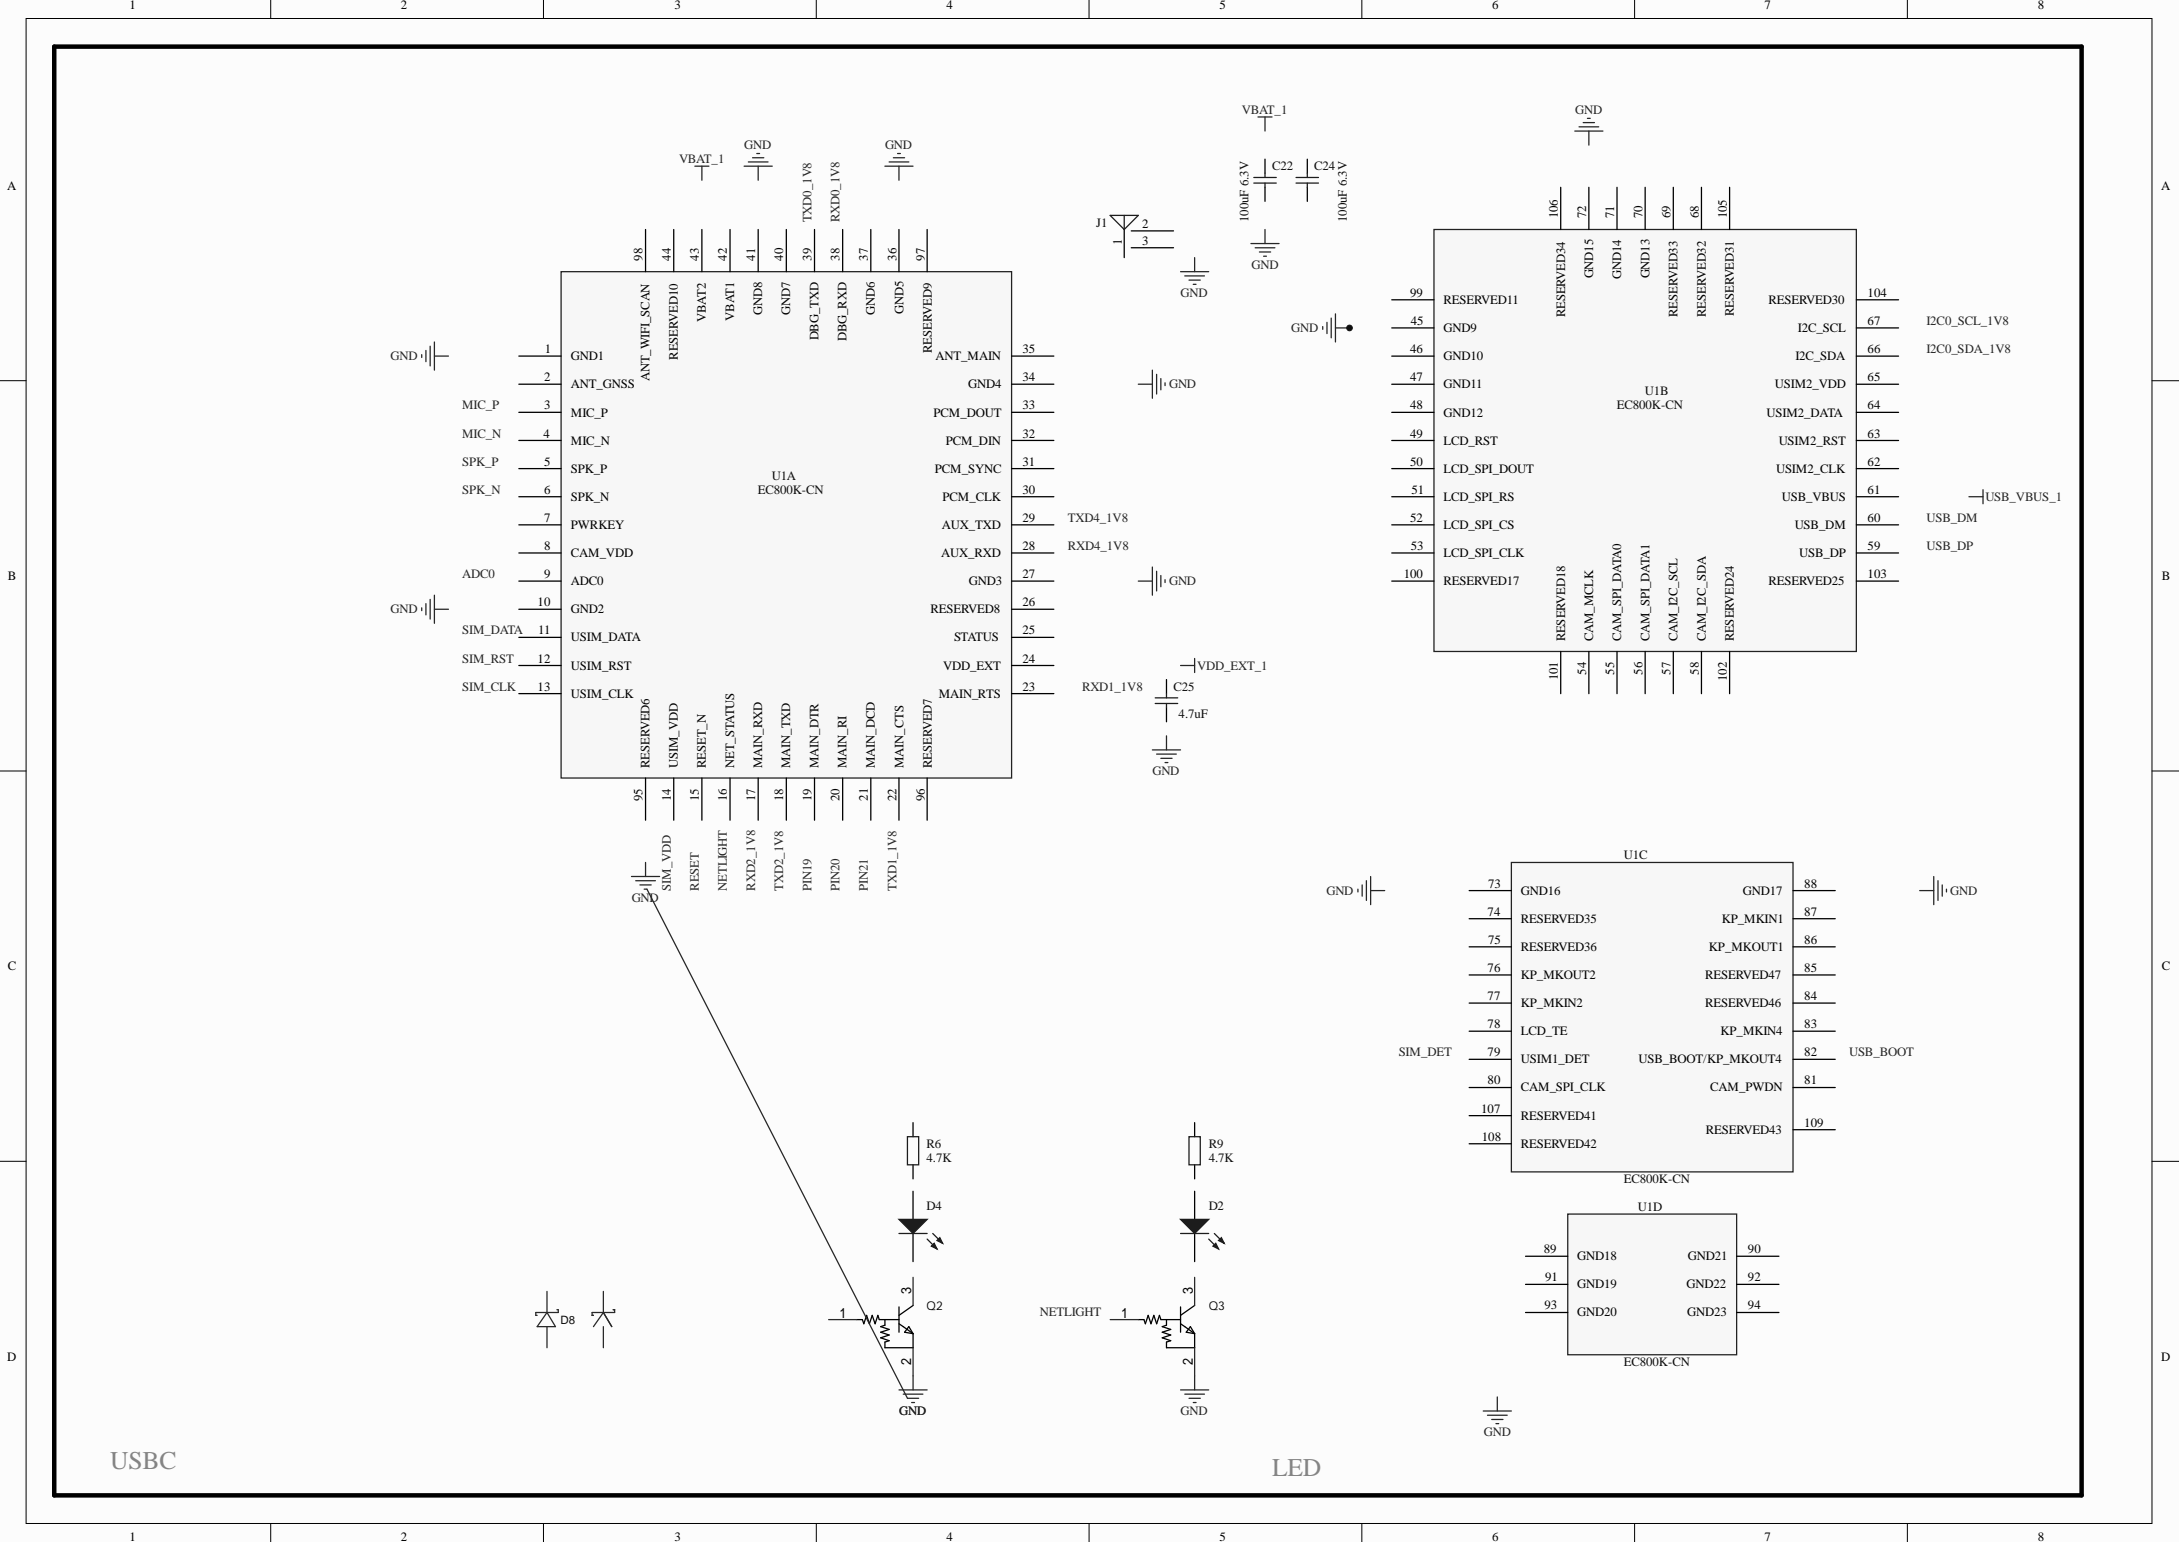 1 2 3 4 5 6 7 8
A
B
C
D
A
B
C
D
VBAT_1
GND
TXD0_1V8
RXD0_1V8
GND
98 44 43 42 41 40 39 38 37 36 97
ANT_WIFI_SCAN
RESERVED10
VBAT2
VBAT1
GND8
GND7
DBG_TXD
DBG_RXD
GND6
GND5
RESERVED9
GND
1 GND1
2 ANT_GNSS
MIC_P 3 MIC_P
MIC_N 4 MIC_N
SPK_P 5 SPK_P
SPK_N 6 SPK_N
7 PWRKEY
8 CAM_VDD
ADC0 9 ADC0
GND 10 GND2
SIM_DATA 11 USIM_DATA
SIM_RST 12 USIM_RST
SIM_CLK 13 USIM_CLK
U1A
EC800K-CN
ANT_MAIN 35
GND4 34 GND
PCM_DOUT 33
PCM_DIN 32
PCM_SYNC 31
PCM_CLK 30
AUX_TXD 29 TXD4_1V8
AUX_RXD 28 RXD4_1V8
GND3 27 GND
RESERVED8 26
STATUS 25
VDD_EXT 24 VDD_EXT_1
MAIN_RTS 23 RXD1_1V8
C25
4.7uF
GND
RESERVED6
USIM_VDD
RESET_N
NET_STATUS
MAIN_RXD
MAIN_TXD
MAIN_DTR
MAIN_RI
MAIN_DCD
MAIN_CTS
RESERVED7
95 14 15 16 17 18 19 20 21 22 96
GND
SIM_VDD
RESET
NETLIGHT
RXD2_1V8
TXD2_1V8
PIN19
PIN20
PIN21
TXD1_1V8
VBAT_1
C22
100uF 6.3V
C24
100uF 6.3V
GND
J1
1
2
3
GND
GND
GND
106 72 71 70 69 68 105
RESERVED34
GND15
GND14
GND13
RESERVED33
RESERVED32
RESERVED31
99 RESERVED11
45 GND9
46 GND10
47 GND11
48 GND12
49 LCD_RST
50 LCD_SPI_DOUT
51 LCD_SPI_RS
52 LCD_SPI_CS
53 LCD_SPI_CLK
100 RESERVED17
U1B
EC800K-CN
RESERVED30 104
I2C_SCL 67 I2C0_SCL_1V8
I2C_SDA 66 I2C0_SDA_1V8
USIM2_VDD 65
USIM2_DATA 64
USIM2_RST 63
USIM2_CLK 62
USB_VBUS 61 USB_VBUS_1
USB_DM 60 USB_DM
USB_DP 59 USB_DP
RESERVED25 103
RESERVED18
CAM_MCLK
CAM_SPI_DATA0
CAM_SPI_DATA1
CAM_I2C_SCL
CAM_I2C_SDA
RESERVED24
101 54 55 56 57 58 102
U1C
GND 73 GND16
74 RESERVED35
75 RESERVED36
76 KP_MKOUT2
77 KP_MKIN2
78 LCD_TE
SIM_DET 79 USIM1_DET
80 CAM_SPI_CLK
107 RESERVED41
108 RESERVED42
GND17 88 GND
KP_MKIN1 87
KP_MKOUT1 86
RESERVED47 85
RESERVED46 84
KP_MKIN4 83
USB_BOOT/KP_MKOUT4 82 USB_BOOT
CAM_PWDN 81
RESERVED43 109
EC800K-CN
U1D
89 GND18 GND21 90
91 GND19 GND22 92
93 GND20 GND23 94
EC800K-CN
GND
R6
4.7K
D4
3
Q2
1
2
GND
R9
4.7K
D2
3
Q3
NETLIGHT 1
2
GND
D8
USBC
LED
1 2 3 4 5 6 7 8